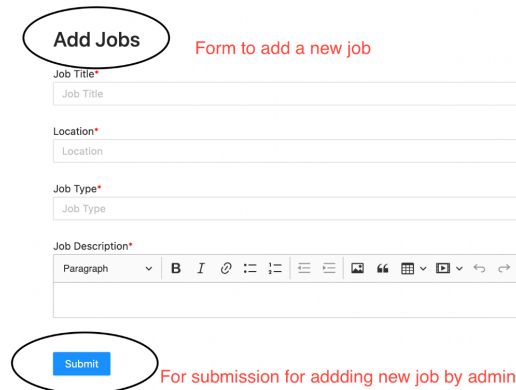 Add Jobs
Form to add a new job
Job Title*
Job Title
Location*
Location
Job Type*
Job Type
Job Description*
Paragraph
Submit
For submission for addding new job by admin